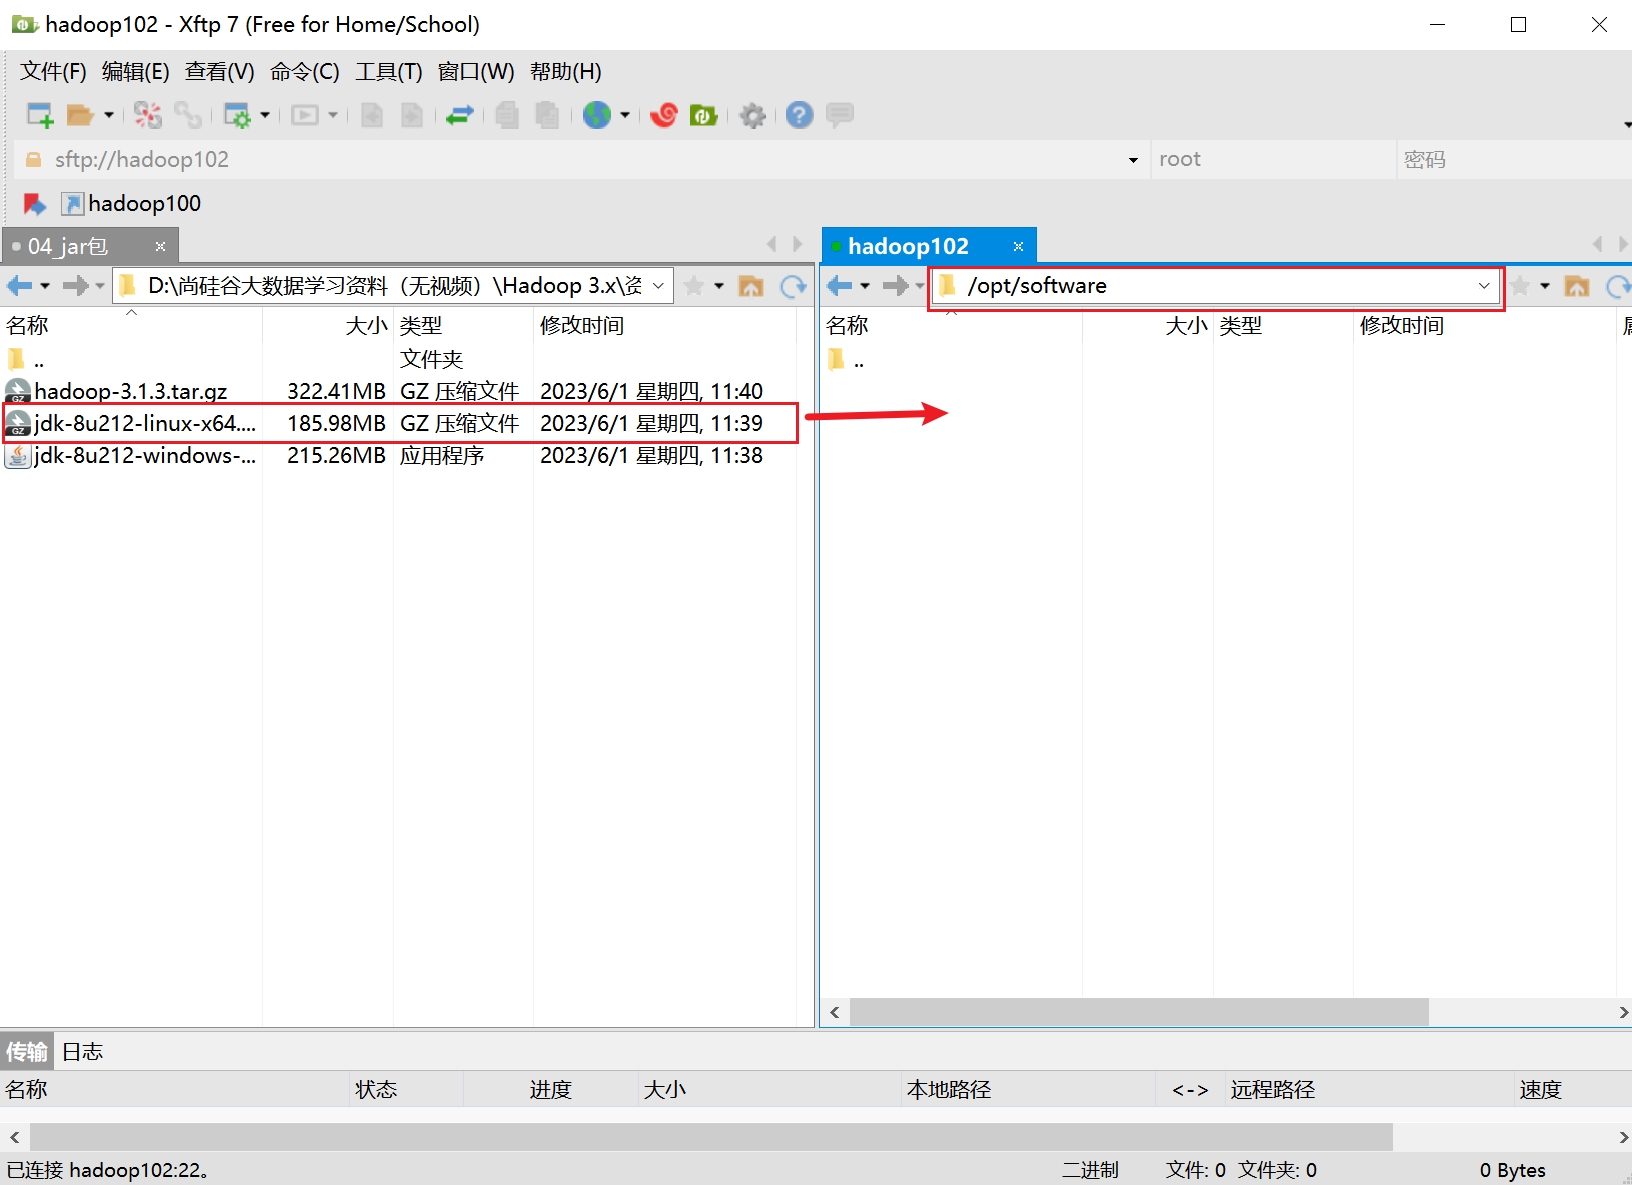 hadoop102 - Xftp 7 (Free for Home/School)
文件(F) 编辑(E) 查看(V) 命令(C) 工具(T) 窗口(W) 帮助(H)
sftp://hadoop102 root 密码
hadoop100
04_jar包
hadoop102
D:\尚硅谷大数据学习资料（无视频）\Hadoop 3.x\资
/opt/software
名称 大小 类型 修改时间
.. 文件夹
hadoop-3.1.3.tar.gz 322.41MB GZ 压缩文件 2023/6/1 星期四, 11:40
jdk-8u212-linux-x64.... 185.98MB GZ 压缩文件 2023/6/1 星期四, 11:39
jdk-8u212-windows-... 215.26MB 应用程序 2023/6/1 星期四, 11:38
名称 大小 类型 修改时间
..
传输 日志
名称 状态 进度 大小 本地路径 <-> 远程路径 速度
已连接 hadoop102:22。 二进制 文件: 0 文件夹: 0 0 Bytes